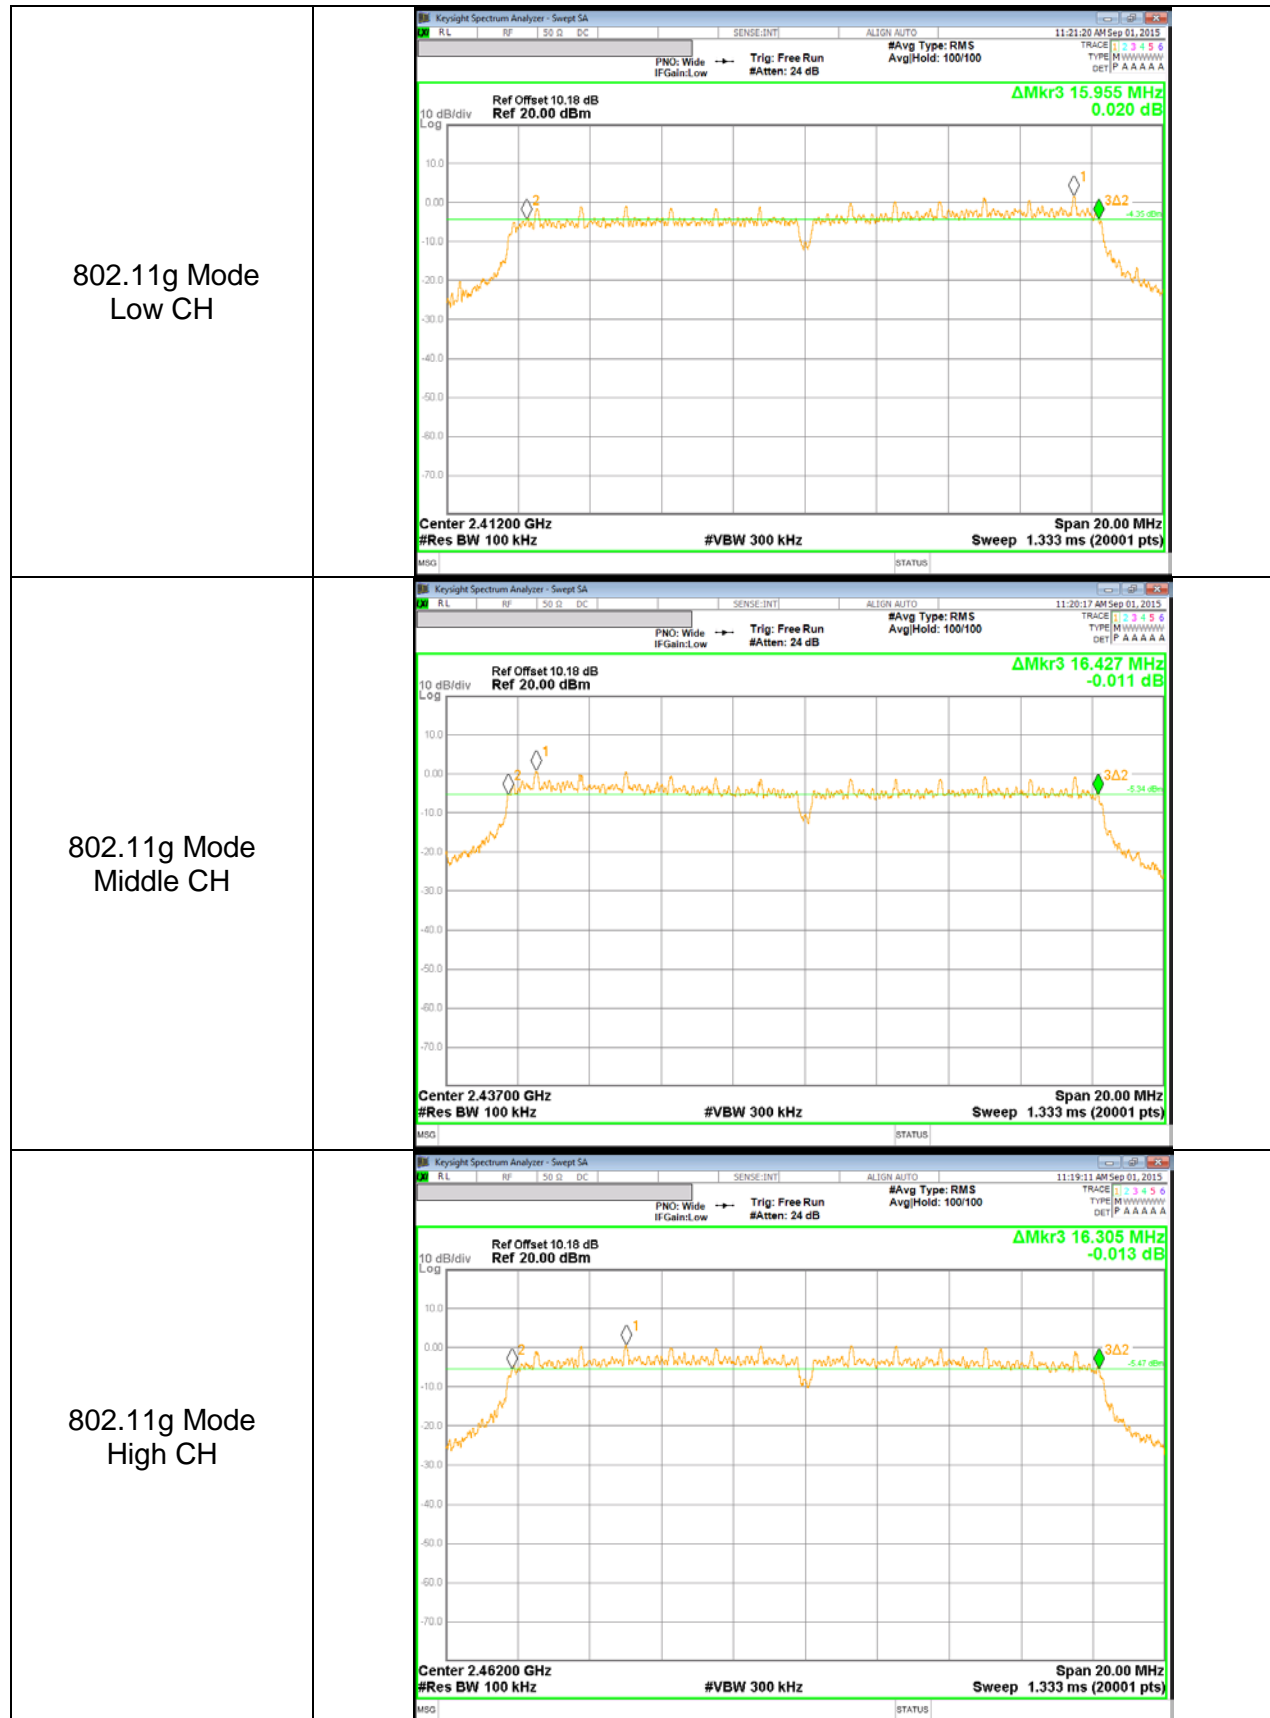 802.11g Mode
Low CH
Keysight Spectrum Analyzer - Swept SA
RL RF 50 Ω DC SENSE:INT ALIGN AUTO 11:21:20 AM Sep 01, 2015
PNO: Wide Trig: Free Run #Avg Type: RMS TRACE 1 2 3 4 5 6
IFGain:Low #Atten: 24 dB Avg|Hold: 100/100 TYPE M WWWWW
DET P A A A A A
ΔMkr3 15.955 MHz
0.020 dB
Ref Offset 10.18 dB
10 dB/div Ref 20.00 dBm
Log
10.0
0.00
-10.0
-20.0
-30.0
-40.0
-50.0
-60.0
-70.0
2
1
3Δ2
-4.35 dBm
Center 2.41200 GHz Span 20.00 MHz
#Res BW 100 kHz #VBW 300 kHz Sweep 1.333 ms (20001 pts)
MSG STATUS
802.11g Mode
Middle CH
Keysight Spectrum Analyzer - Swept SA
RL RF 50 Ω DC SENSE:INT ALIGN AUTO 11:20:17 AM Sep 01, 2015
PNO: Wide Trig: Free Run #Avg Type: RMS TRACE 1 2 3 4 5 6
IFGain:Low #Atten: 24 dB Avg|Hold: 100/100 TYPE M WWWWW
DET P A A A A A
ΔMkr3 16.427 MHz
-0.011 dB
Ref Offset 10.18 dB
10 dB/div Ref 20.00 dBm
Log
10.0
0.00
-10.0
-20.0
-30.0
-40.0
-50.0
-60.0
-70.0
2
1
3Δ2
-5.34 dBm
Center 2.43700 GHz Span 20.00 MHz
#Res BW 100 kHz #VBW 300 kHz Sweep 1.333 ms (20001 pts)
MSG STATUS
802.11g Mode
High CH
Keysight Spectrum Analyzer - Swept SA
RL RF 50 Ω DC SENSE:INT ALIGN AUTO 11:19:11 AM Sep 01, 2015
PNO: Wide Trig: Free Run #Avg Type: RMS TRACE 1 2 3 4 5 6
IFGain:Low #Atten: 24 dB Avg|Hold: 100/100 TYPE M WWWWW
DET P A A A A A
ΔMkr3 16.305 MHz
-0.013 dB
Ref Offset 10.18 dB
10 dB/div Ref 20.00 dBm
Log
10.0
0.00
-10.0
-20.0
-30.0
-40.0
-50.0
-60.0
-70.0
2
1
3Δ2
-5.47 dBm
Center 2.46200 GHz Span 20.00 MHz
#Res BW 100 kHz #VBW 300 kHz Sweep 1.333 ms (20001 pts)
MSG STATUS